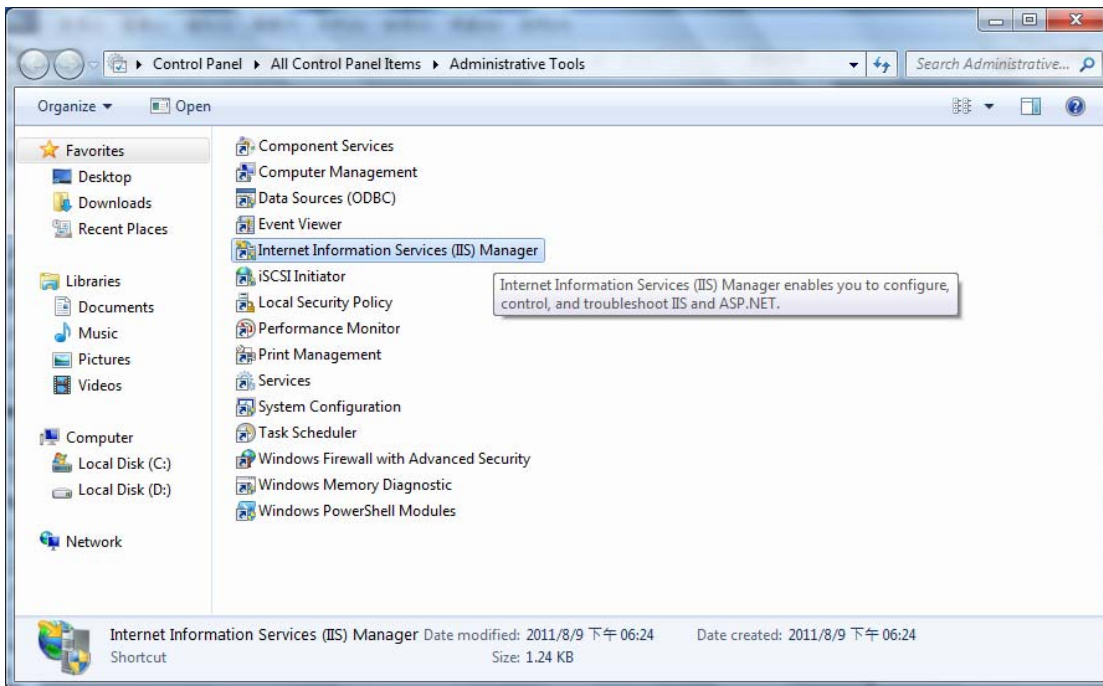 Control Panel ▸ All Control Panel Items ▸ Administrative Tools
Search Administrative...
Organize
Open
Favorites
Desktop
Downloads
Recent Places
Libraries
Documents
Music
Pictures
Videos
Computer
Local Disk (C:)
Local Disk (D:)
Network
Component Services
Computer Management
Data Sources (ODBC)
Event Viewer
Internet Information Services (IIS) Manager
iSCSI Initiator
Local Security Policy
Performance Monitor
Print Management
Services
System Configuration
Task Scheduler
Windows Firewall with Advanced Security
Windows Memory Diagnostic
Windows PowerShell Modules
Internet Information Services (IIS) Manager enables you to configure,
control, and troubleshoot IIS and ASP.NET.
Internet Information Services (IIS) Manager Date modified: 2011/8/9 下午 06:24 Date created: 2011/8/9 下午 06:24
Shortcut Size: 1.24 KB